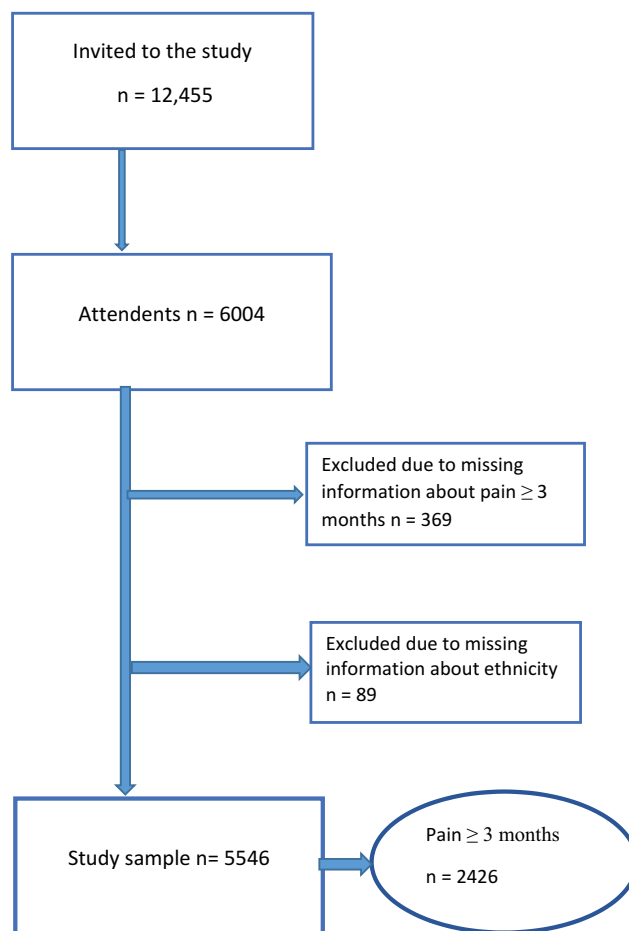 Invited to the study
n = 12,455
Attendents n = 6004
Excluded due to missing
information about pain ≥ 3
months n = 369
Excluded due to missing
information about ethnicity
n = 89
Study sample n= 5546
Pain ≥ 3 months
n = 2426